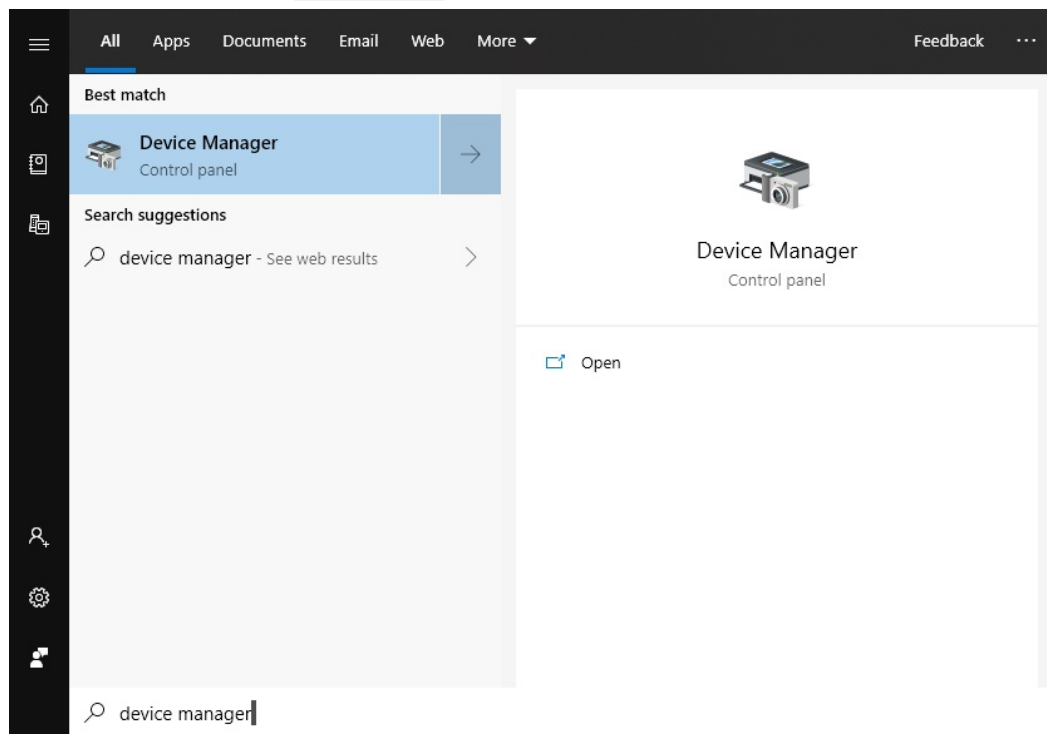 All Apps Documents Email Web More Feedback ...
Best match
Device Manager
Control panel
Search suggestions
device manager - See web results
Device Manager
Control panel
Open
device manager